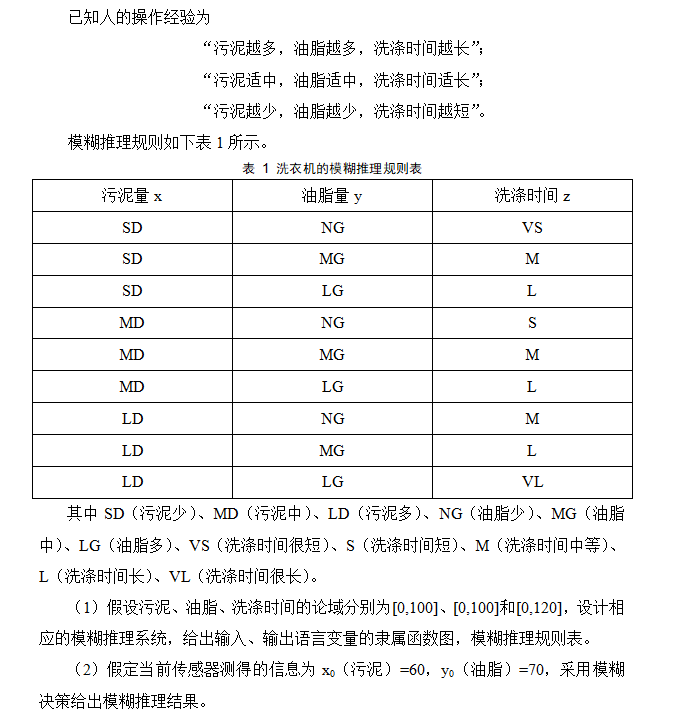 已知人的操作经验为
“污泥越多，油脂越多，洗涤时间越长”；
“污泥适中，油脂适中，洗涤时间适长”；
“污泥越少，油脂越少，洗涤时间越短”。
模糊推理规则如下表 1 所示。
表 1 洗衣机的模糊推理规则表
污泥量 x 油脂量 y 洗涤时间 z
SD NG VS
SD MG M
SD LG L
MD NG S
MD MG M
MD LG L
LD NG M
LD MG L
LD LG VL
其中 SD（污泥少）、MD（污泥中）、LD（污泥多）、NG（油脂少）、MG（油脂
中）、LG（油脂多）、VS（洗涤时间很短）、S（洗涤时间短）、M（洗涤时间中等）、
L（洗涤时间长）、VL（洗涤时间很长）。
（1）假设污泥、油脂、洗涤时间的论域分别为[0,100]、[0,100]和[0,120]，设计相
应的模糊推理系统，给出输入、输出语言变量的隶属函数图，模糊推理规则表。
（2）假定当前传感器测得的信息为 x₀（污泥）=60，y₀（油脂）=70，采用模糊
决策给出模糊推理结果。